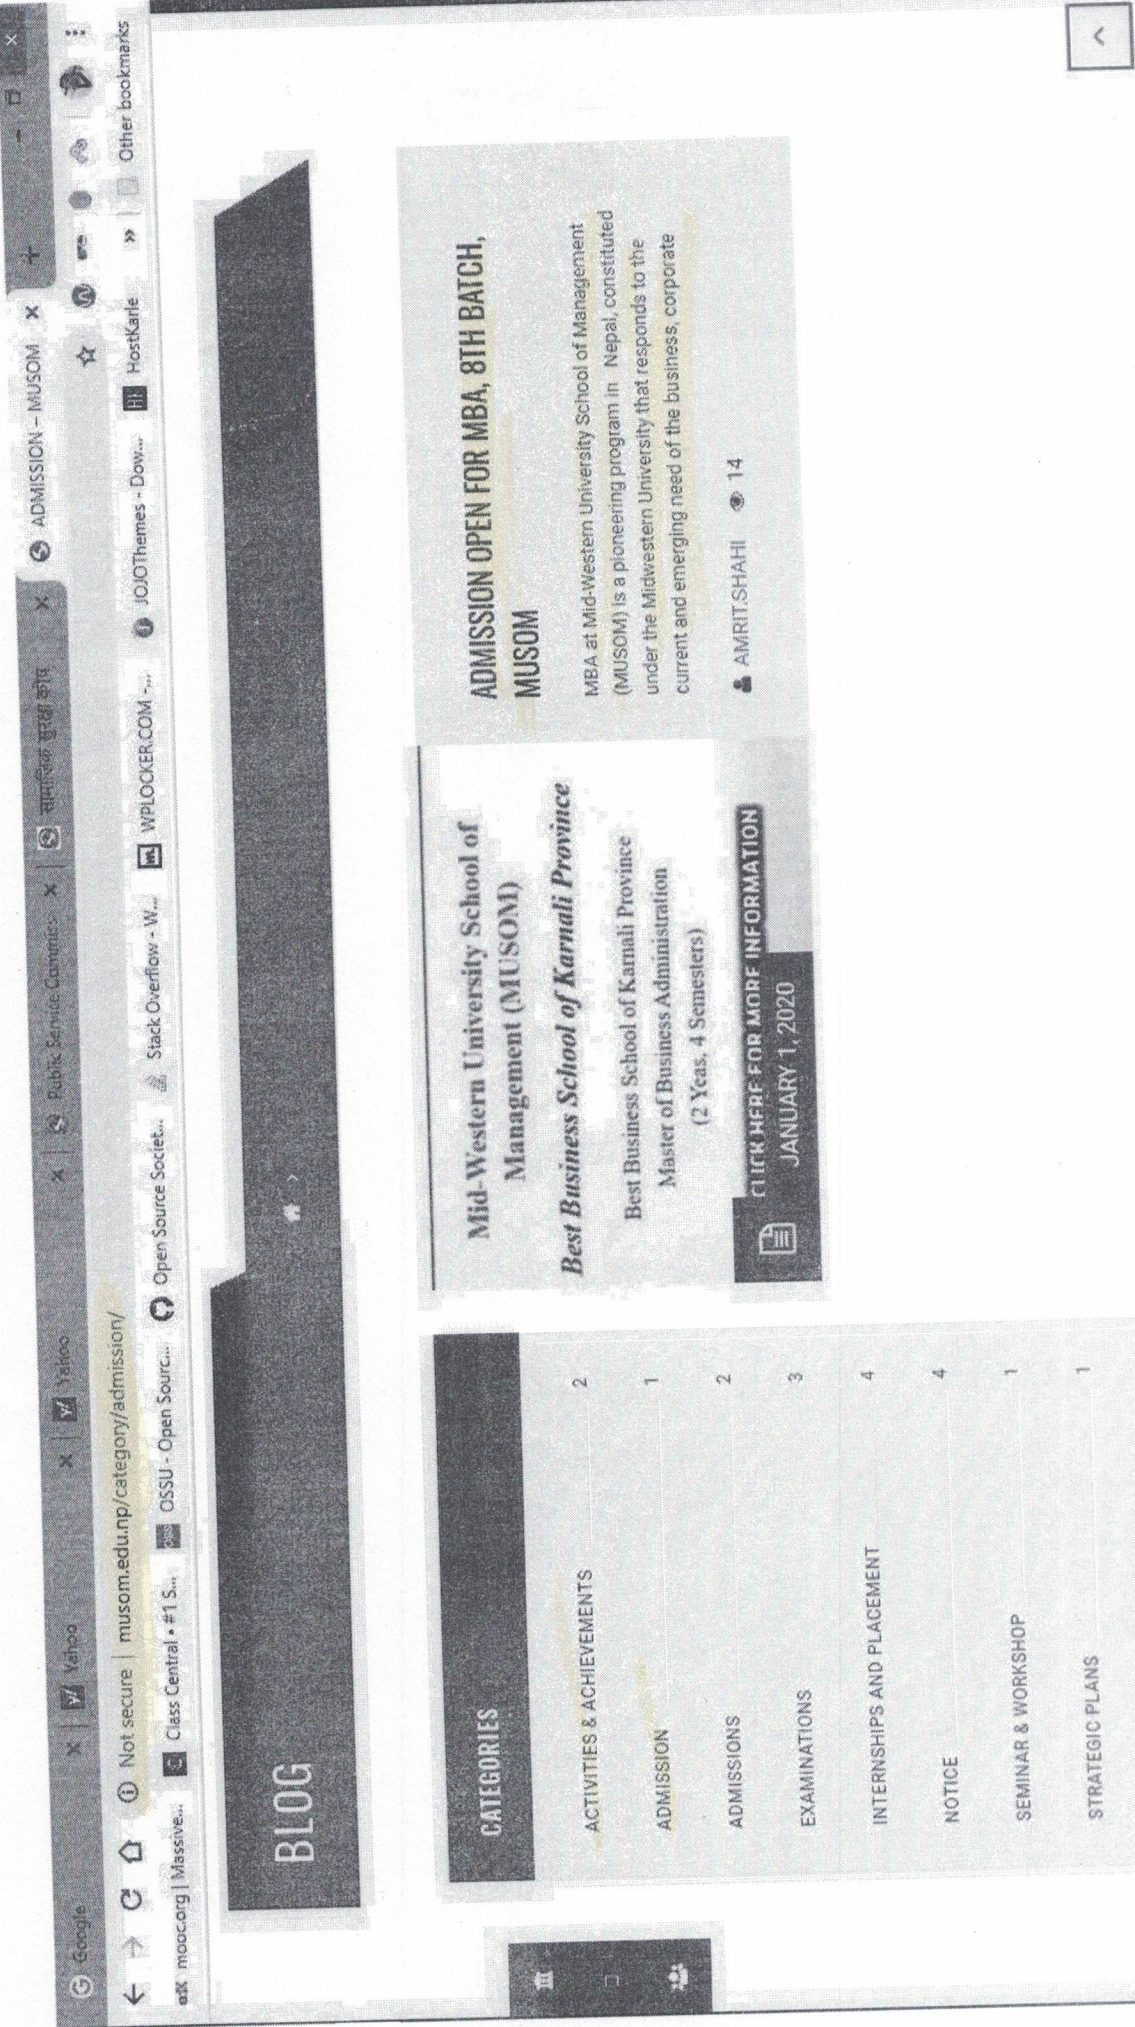 Google
Yahoo
Yahoo
Public Service Commis
सामाजिक सुरक्षा कोष
ADMISSION – MUSOM
Not secure | musom.edu.np/category/admission/
mooc.org | Massive...
Class Central • #1 S...
OSSU - Open Sourc...
Open Source Societ...
Stack Overflow - W...
WPLOCKER.COM -...
JOJOThemes - Dow...
HostKarle
»
Other bookmarks
BLOG
CATEGORIES
ACTIVITIES & ACHIEVEMENTS 2
ADMISSION 1
ADMISSIONS 2
EXAMINATIONS 3
INTERNSHIPS AND PLACEMENT 4
NOTICE 4
SEMINAR & WORKSHOP 1
STRATEGIC PLANS 1
Mid-Western University School of
Management (MUSOM)
Best Business School of Karnali Province
Best Business School of Karnali Province
Master of Business Administration
(2 Yeas, 4 Semesters)
CLICK HERE FOR MORE INFORMATION
JANUARY 1, 2020
ADMISSION OPEN FOR MBA, 8TH BATCH,
MUSOM
MBA at Mid-Western University School of Management
(MUSOM) is a pioneering program in Nepal, constituted
under the Midwestern University that responds to the
current and emerging need of the business, corporate
AMRIT.SHAHI 14